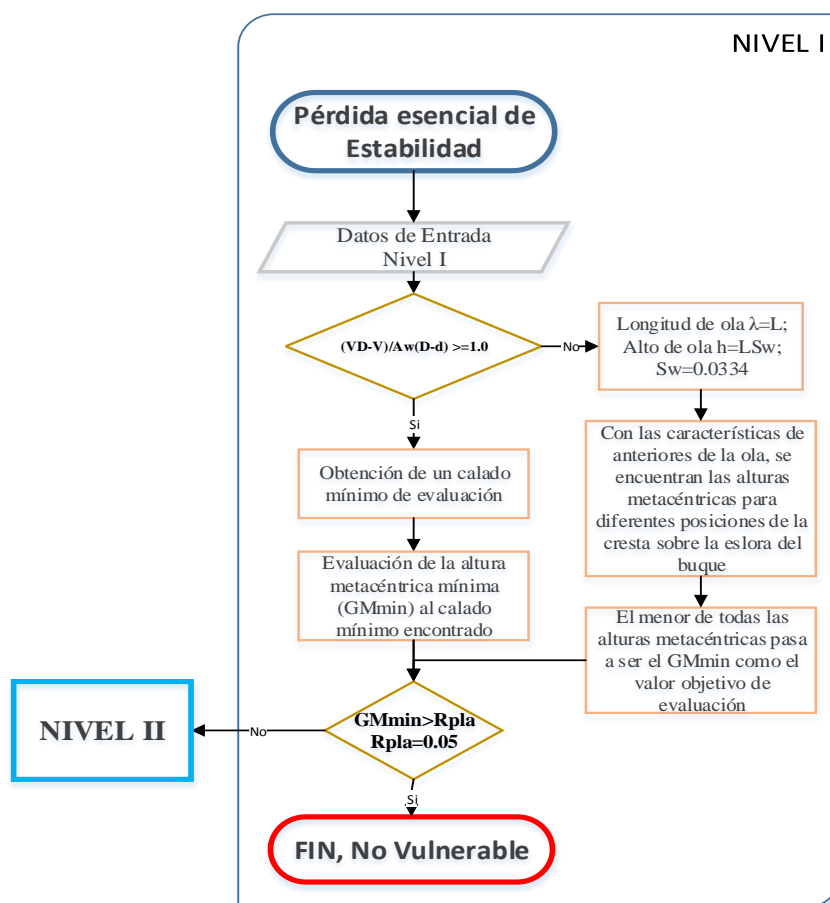 NIVEL I
Pérdida esencial de
Estabilidad
Datos de Entrada
Nivel I
(VD-V)/Aw(D-d) >=1.0
No
Longitud de ola λ=L;
Alto de ola h=LSw;
Sw=0.0334
Si
Con las características de
anteriores de la ola, se
encuentran las alturas
metacéntricas para
diferentes posiciones de la
cresta sobre la eslora del
buque
Obtención de un calado
mínimo de evaluación
Evaluación de la altura
metacéntrica mínima
(GMmin) al calado
mínimo encontrado
El menor de todas las
alturas metacéntricas pasa
a ser el GMmin como el
valor objetivo de
evaluación
GMmin>Rpla
Rpla=0.05
No
NIVEL II
Si
FIN, No Vulnerable